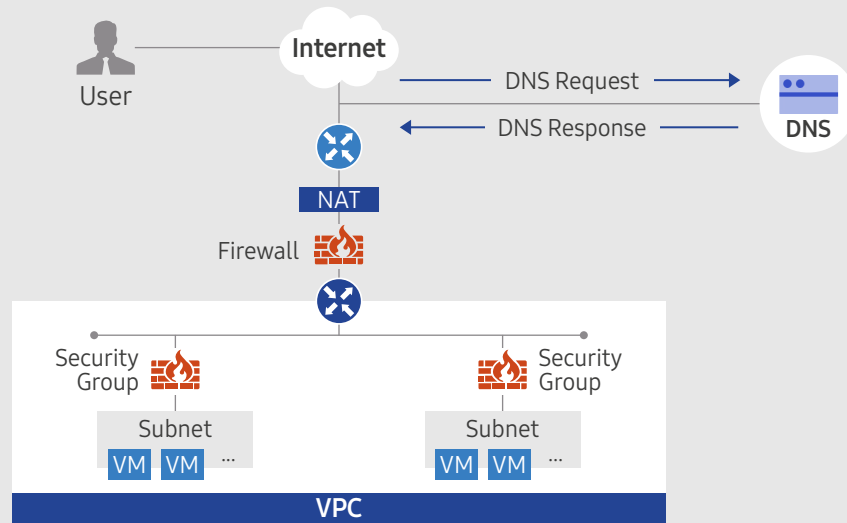 Internet
User
DNS Request
DNS Response
DNS
NAT
Firewall
Security
Group
Security
Group
Subnet
VM VM ...
Subnet
VM VM ...
VPC